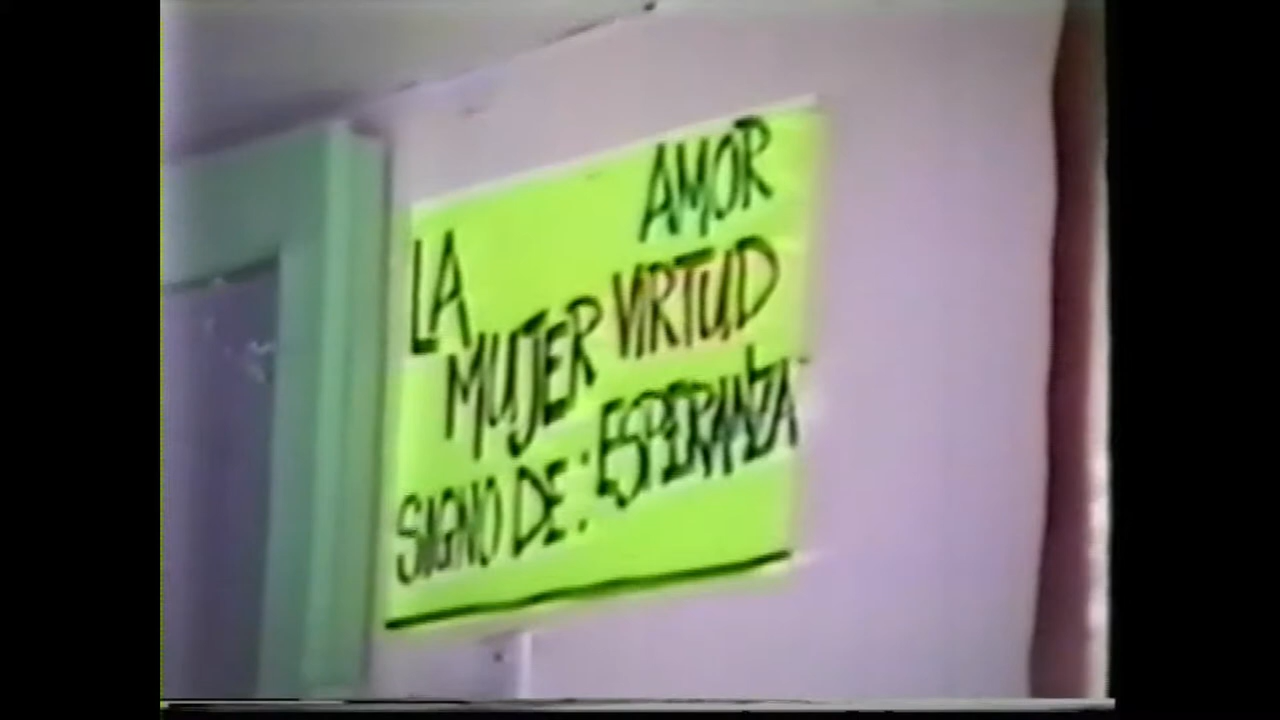 LA
MUJER
SIGNO DE:
AMOR
VIRTUD
ESPERANZA